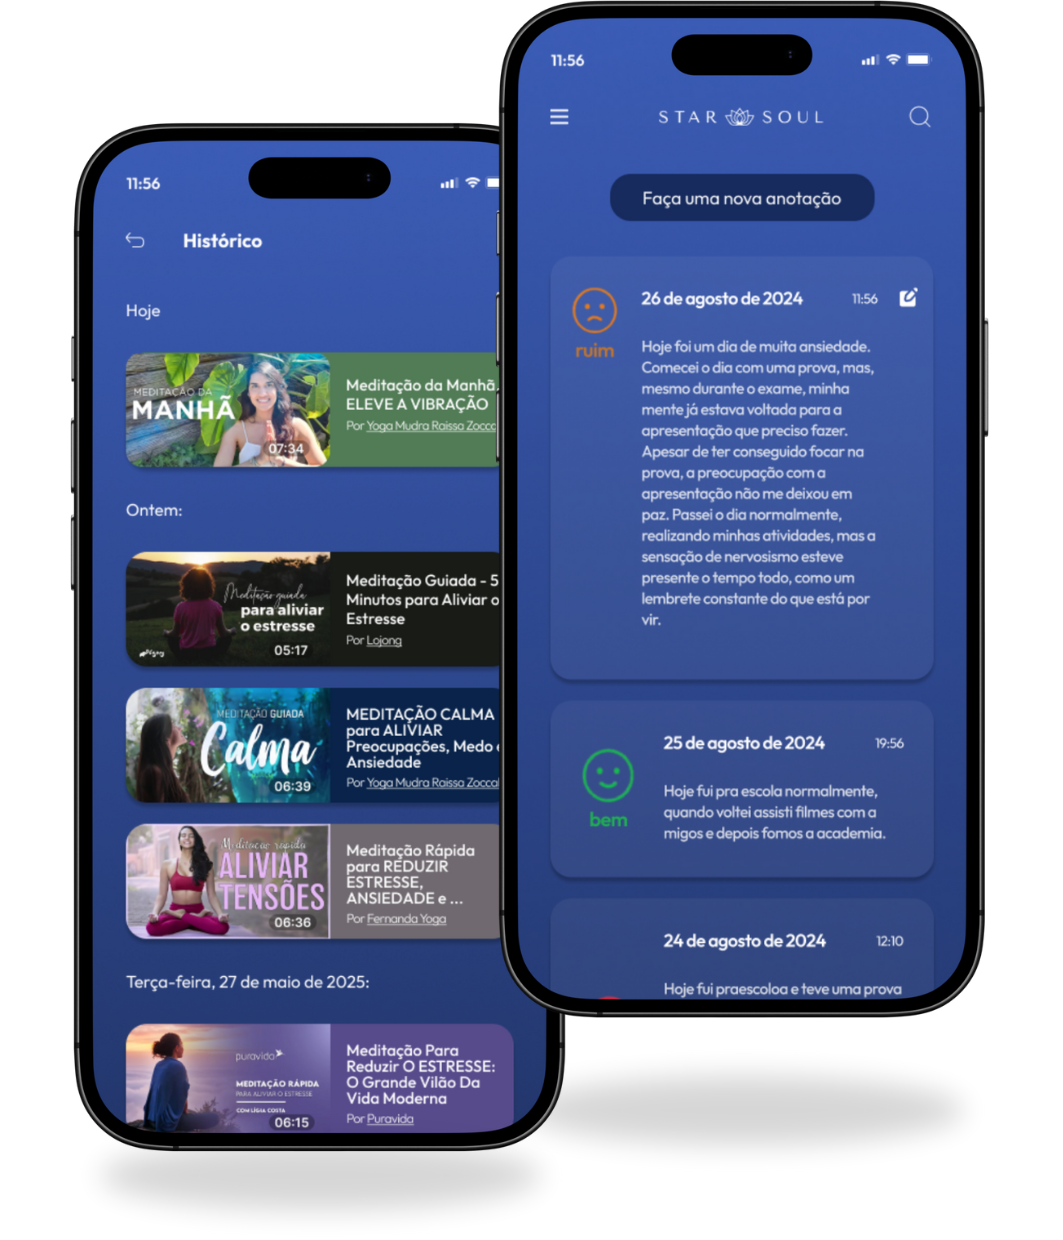 11:56
Histórico
Hoje
MEDITAÇÃO DA
MANHÃ
07:34
Meditação da Manhã
ELEVE A VIBRAÇÃO
Por Yoga Mudra Raissa Zocca
Ontem:
Meditação guiada
para aliviar
o estresse
05:17
Meditação Guiada - 5
Minutos para Aliviar o
Estresse
Por Lojong
MEDITAÇÃO GUIADA
Calma
06:39
MEDITAÇÃO CALMA
para ALIVIAR
Preocupações, Medo e
Ansiedade
Por Yoga Mudra Raissa Zoccal
Meditação rápida
ALIVIAR
TENSÕES
06:36
Meditação Rápida
para REDUZIR
ESTRESSE,
ANSIEDADE e ...
Por Fernanda Yoga
Terça-feira, 27 de maio de 2025:
puravida
MEDITAÇÃO RÁPIDA
PARA ALIVIAR O ESTRESSE
COM LIGIA COSTA
06:15
Meditação Para
Reduzir O ESTRESSE:
O Grande Vilão Da
Vida Moderna
Por Puravida
11:56
STAR SOUL
Faça uma nova anotação
ruim
26 de agosto de 2024
11:56
Hoje foi um dia de muita ansiedade.
Comecei o dia com uma prova, mas,
mesmo durante o exame, minha
mente já estava voltada para a
apresentação que preciso fazer.
Apesar de ter conseguido focar na
prova, a preocupação com a
apresentação não me deixou em
paz. Passei o dia normalmente,
realizando minhas atividades, mas a
sensação de nervosismo esteve
presente o tempo todo, como um
lembrete constante do que está por
vir.
bem
25 de agosto de 2024
19:56
Hoje fui pra escola normalmente,
quando voltei assisti filmes com a
migos e depois fomos a academia.
24 de agosto de 2024
12:10
Hoje fui praescoloa e teve uma prova